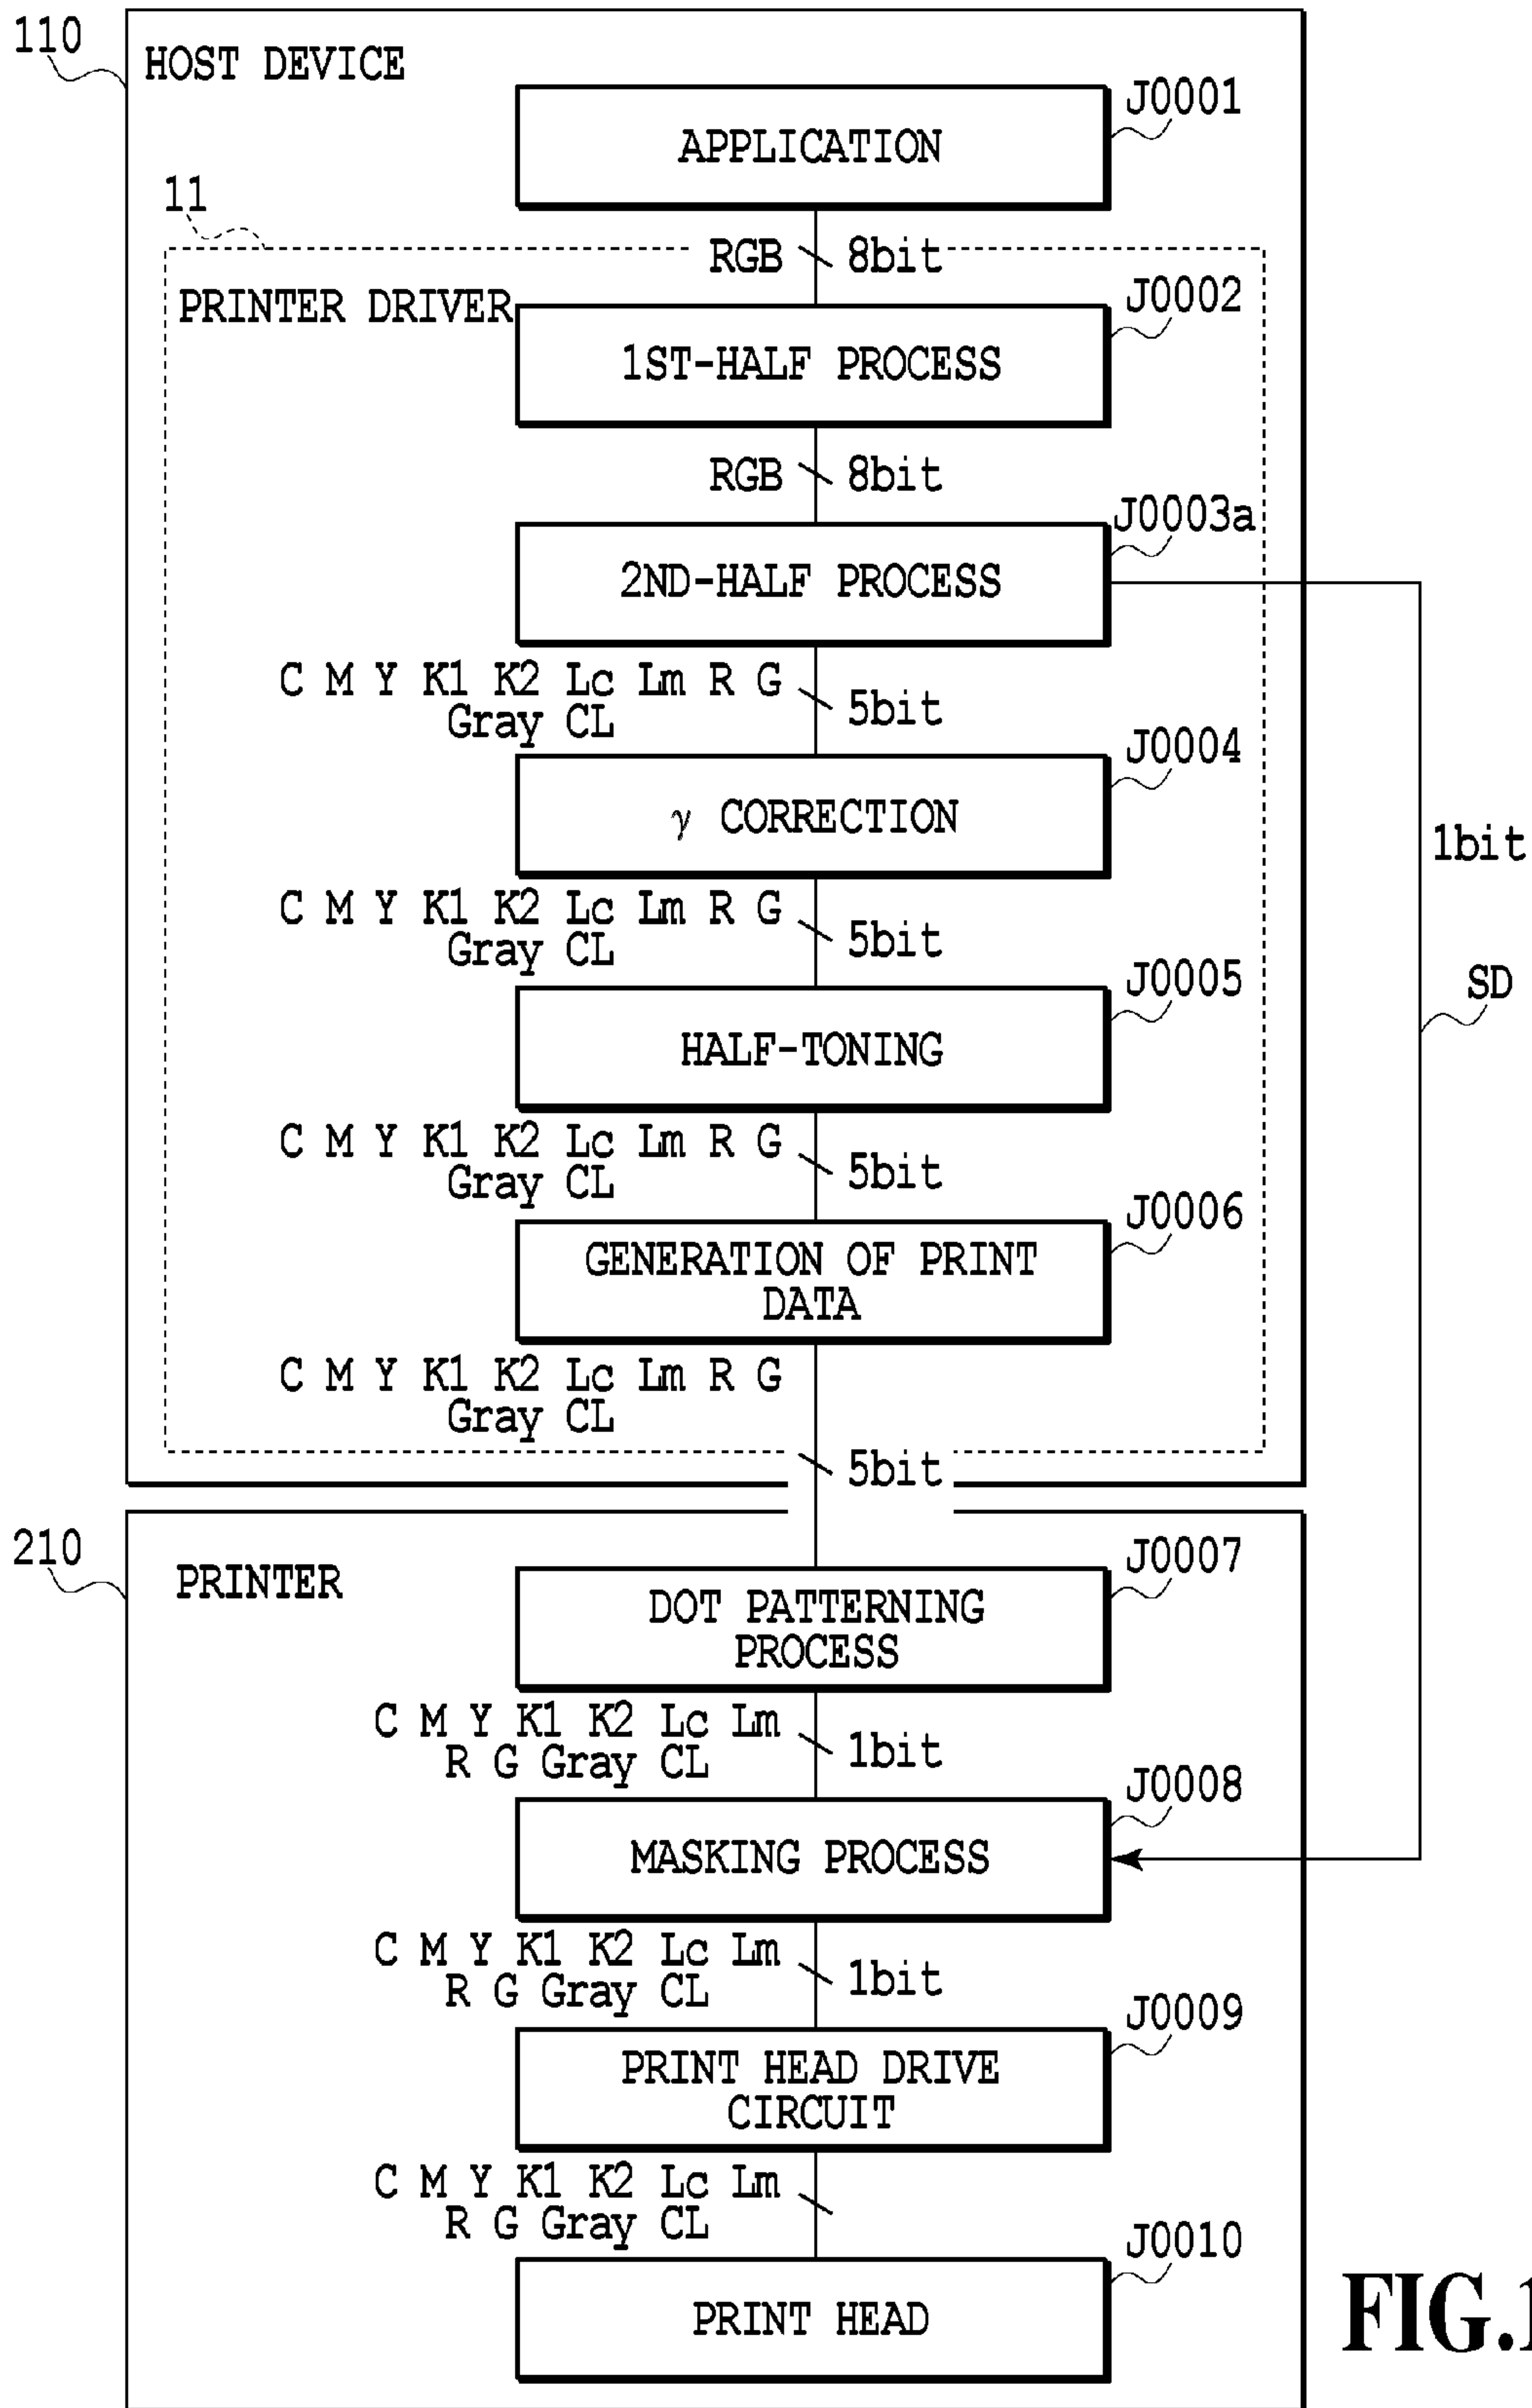 110
HOST DEVICE
J0001
APPLICATION
11
RGB 8bit
PRINTER DRIVER
J0002
1ST-HALF PROCESS
RGB 8bit
J0003a
2ND-HALF PROCESS
C M Y K1 K2 Lc Lm R G
Gray CL
5bit
J0004
γ CORRECTION
1bit
C M Y K1 K2 Lc Lm R G
Gray CL
5bit
J0005
SD
HALF-TONING
C M Y K1 K2 Lc Lm R G
Gray CL
5bit
J0006
GENERATION OF PRINT
DATA
C M Y K1 K2 Lc Lm R G
Gray CL
5bit
210
PRINTER
J0007
DOT PATTERNING
PROCESS
C M Y K1 K2 Lc Lm
R G Gray CL
1bit
J0008
MASKING PROCESS
C M Y K1 K2 Lc Lm
R G Gray CL
1bit
J0009
PRINT HEAD DRIVE
CIRCUIT
C M Y K1 K2 Lc Lm
R G Gray CL
J0010
PRINT HEAD
FIG.1